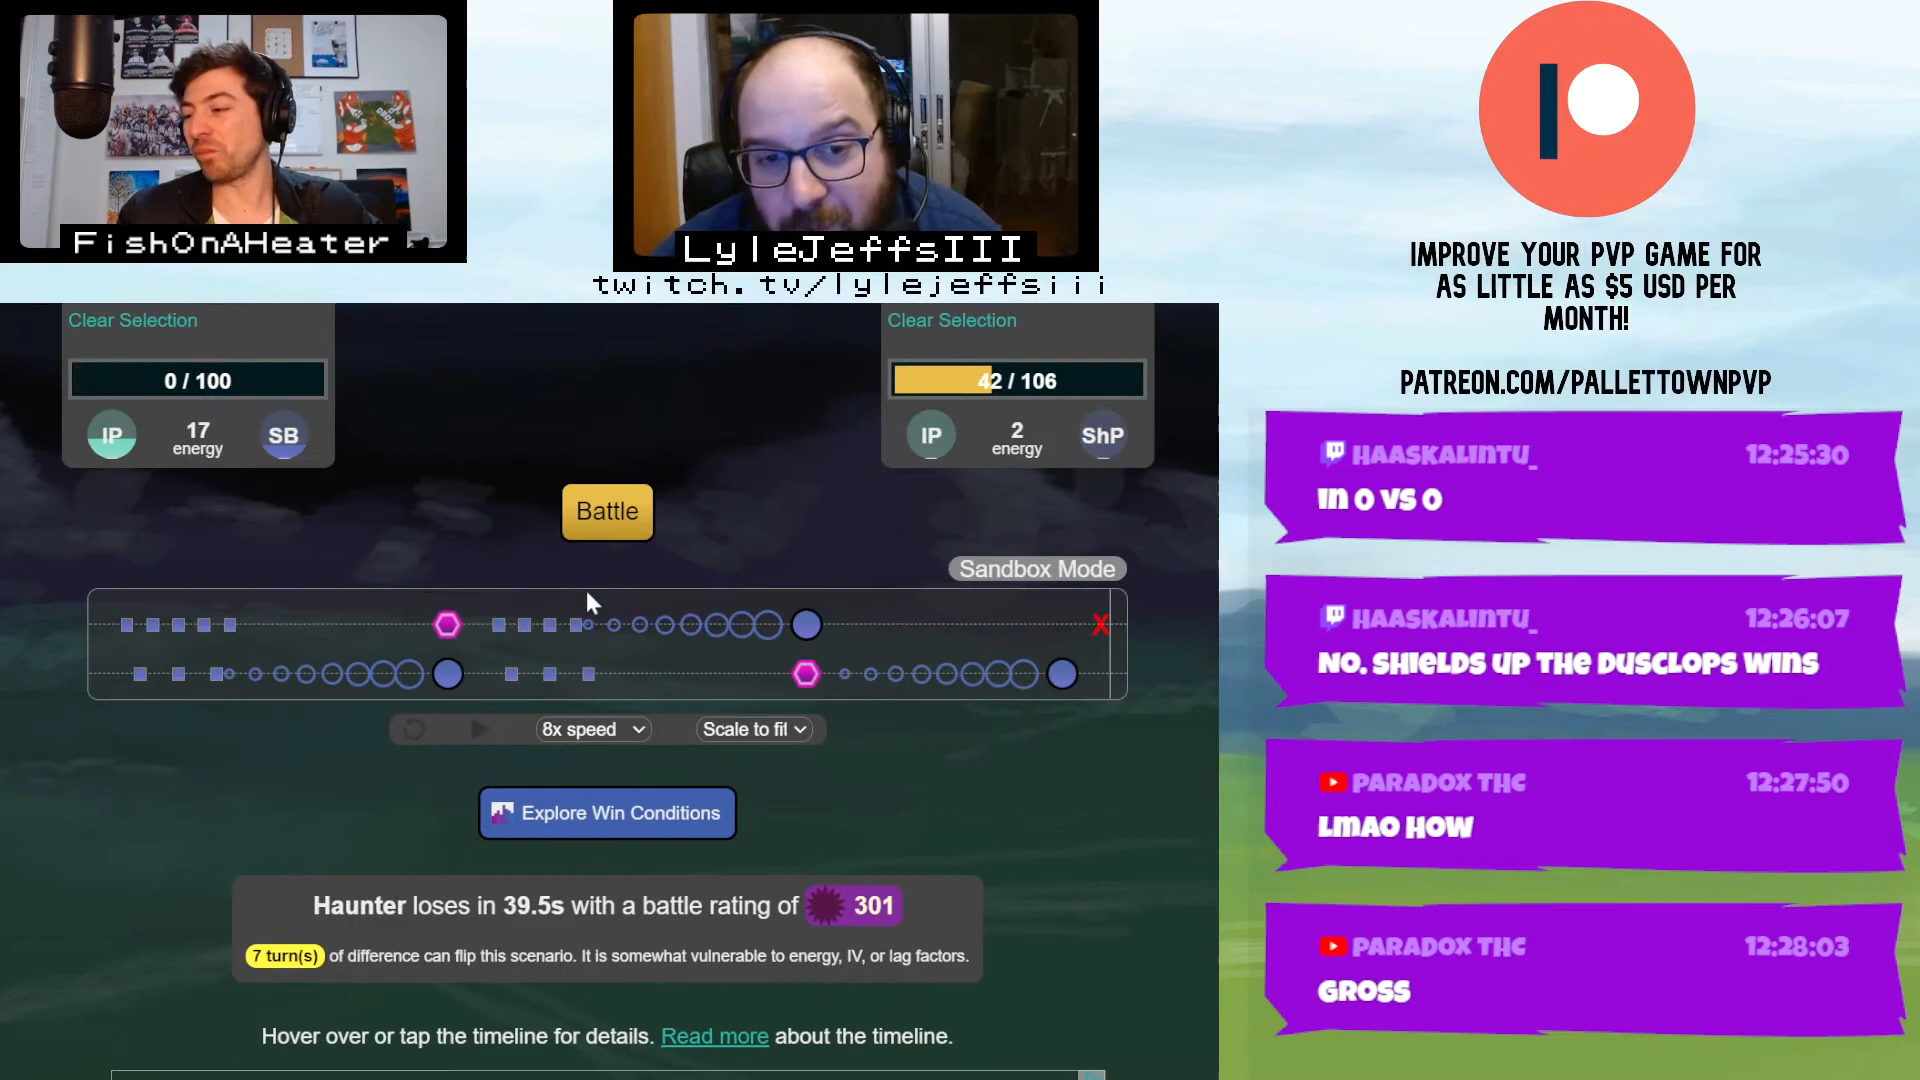 FishOnAHeater
LyleJeffsIII
twitch.tv/lylejeffsiii
IMPROVE YOUR PVP GAME FOR
AS LITTLE AS $5 USD PER
MONTH!
PATREON.COM/PALLETTOWNPVP
Clear Selection
0 / 100
IP
17
energy
SB
Clear Selection
42 / 106
IP
2
energy
ShP
Battle
Sandbox Mode
X
8x speed
Scale to fit
Explore Win Conditions
Haunter loses in 39.5s with a battle rating of 301
7 turn(s) of difference can flip this scenario. It is somewhat vulnerable to energy, IV, or lag factors.
Hover over or tap the timeline for details. Read more about the timeline.
HAASKALINTU_ 12:25:30
In 0 vs 0
HAASKALINTU_ 12:26:07
No. Shields up the Dusclops wins
PARADOX THC 12:27:50
Lmao how
PARADOX THC 12:28:03
Gross